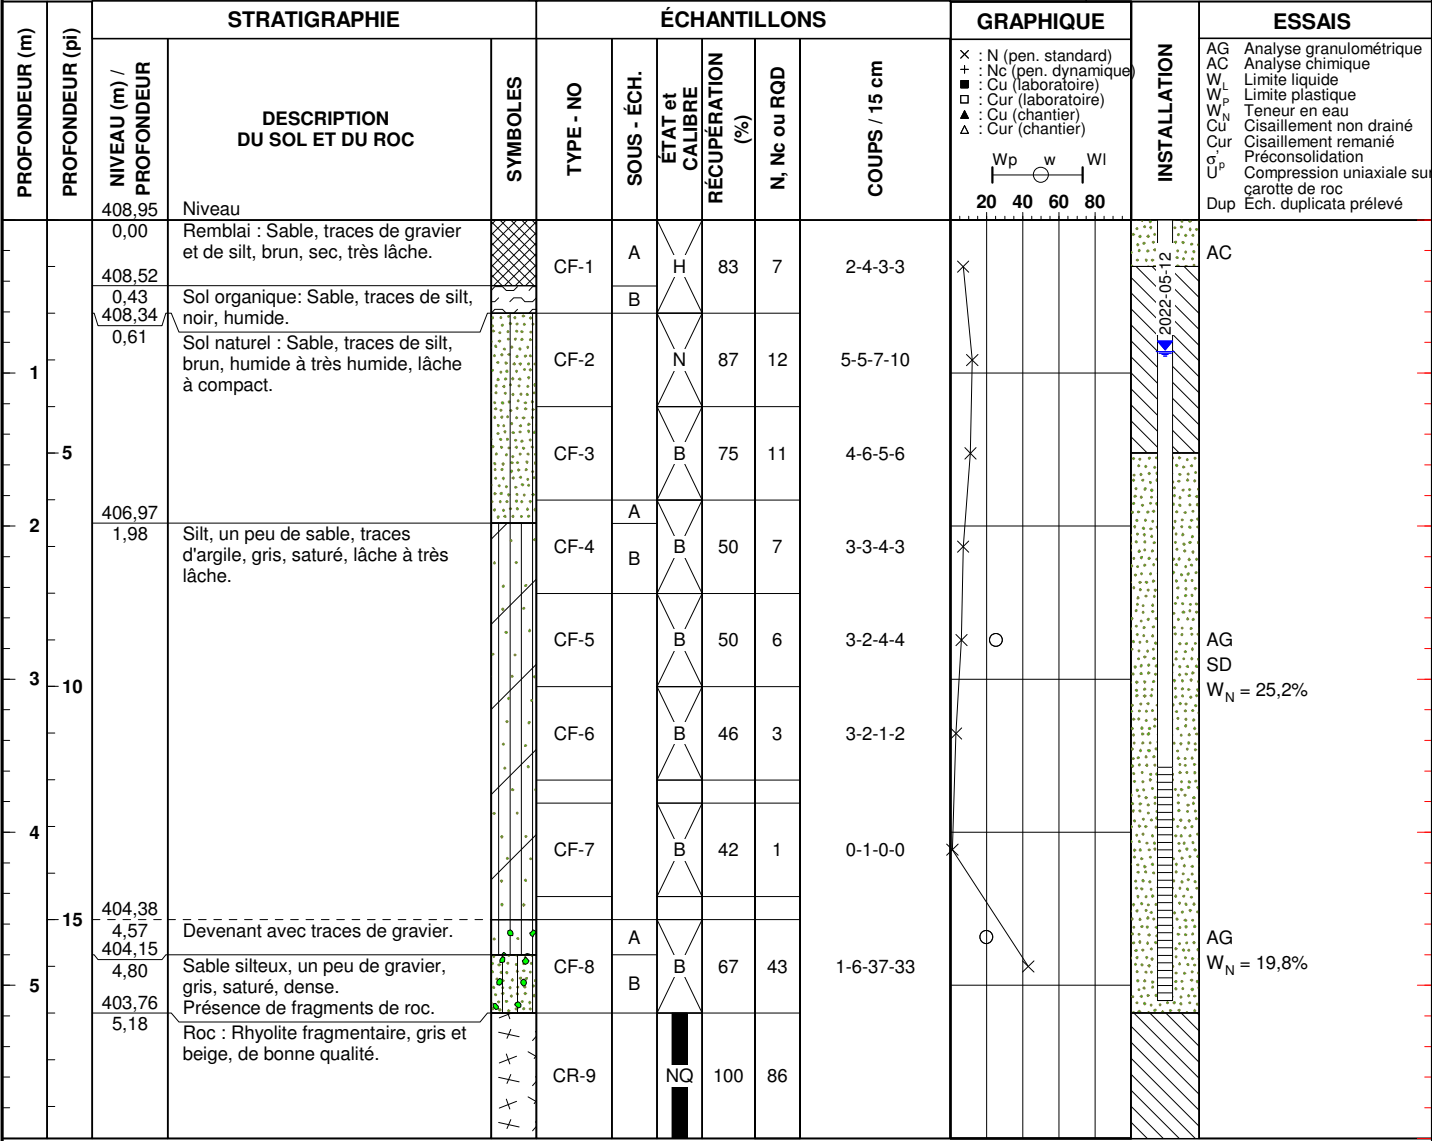 STRATIGRAPHIE
ÉCHANTILLONS
GRAPHIQUE
ESSAIS
PROFONDEUR (m)
PROFONDEUR (pi)
NIVEAU (m) /
PROFONDEUR
DESCRIPTION
DU SOL ET DU ROC
SYMBOLES
TYPE - NO
SOUS - ÉCH.
ÉTAT et
CALIBRE
RÉCUPÉRATION
(%)
N, Nc ou RQD
COUPS / 15 cm
× : N (pen. standard)
+ : Nc (pen. dynamique)
■ : Cu (laboratoire)
□ : Cur (laboratoire)
▲ : Cu (chantier)
△ : Cur (chantier)
Wp w Wl
20 40 60 80
INSTALLATION
AG Analyse granulométrique
AC Analyse chimique
WL Limite liquide
WP Limite plastique
WN Teneur en eau
Cu Cisaillement non drainé
Cur Cisaillement remanié
σ'p Préconsolidation
U Compression uniaxiale sur
carotte de roc
Dup Éch. duplicata prélevé
408,95 Niveau
0,00
Remblai : Sable, traces de gravier
et de silt, brun, sec, très lâche.
408,52
0,43
Sol organique: Sable, traces de silt,
noir, humide.
408,34
0,61
Sol naturel : Sable, traces de silt,
brun, humide à très humide, lâche
à compact.
406,97
1,98
Silt, un peu de sable, traces
d'argile, gris, saturé, lâche à très
lâche.
404,38
4,57
Devenant avec traces de gravier.
404,15
4,80
Sable silteux, un peu de gravier,
gris, saturé, dense.
Présence de fragments de roc.
403,76
5,18
Roc : Rhyolite fragmentaire, gris et
beige, de bonne qualité.
1
2
3
4
5
5
10
15
CF-1 A B H 83 7 2-4-3-3
CF-2 N 87 12 5-5-7-10
CF-3 B 75 11 4-6-5-6
CF-4 A B B 50 7 3-3-4-3
CF-5 B 50 6 3-2-4-4
CF-6 B 46 3 3-2-1-2
CF-7 B 42 1 0-1-0-0
CF-8 A B B 67 43 1-6-37-33
CR-9 NQ 100 86
2022-05-12
AC
AG
SD
WN = 25,2%
AG
WN = 19,8%